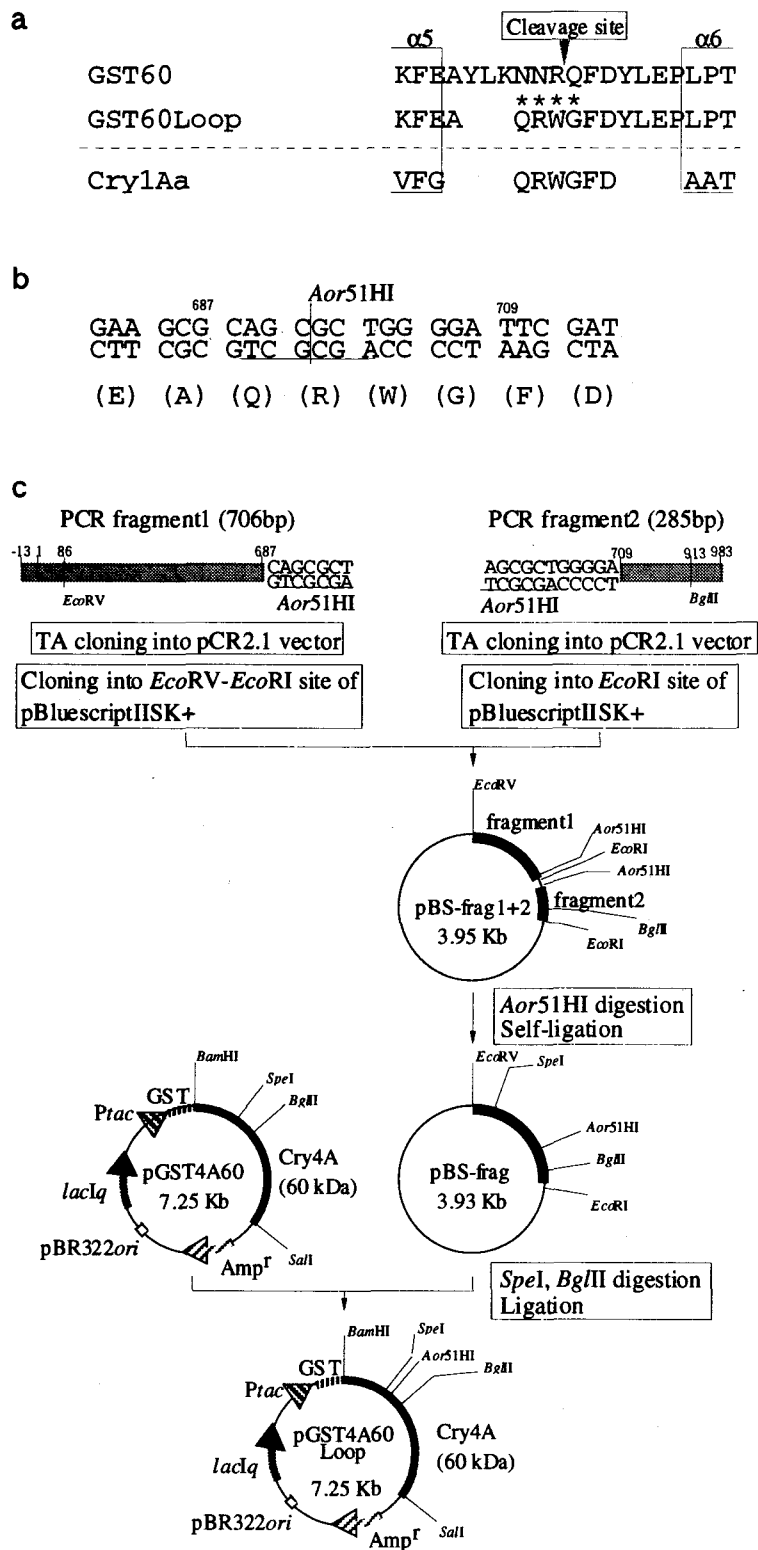 a
Cleavage site
α5 α6
GST60 KFEAYLKNNRQFDYLEPLPT
****
GST60Loop KFEA QRWGFDYLEPLPT
Cry1Aa VFG QRWGFD AAT
b
687 Aor51HI 709
GAA GCG CAG CGC TGG GGA TTC GAT
CTT CGC GTC GCG ACC CCT AAG CTA
(E) (A) (Q) (R) (W) (G) (F) (D)
c
PCR fragment1 (706bp) PCR fragment2 (285bp)
-13 1 86 687 709 913 983
CAGCGCT AGCGCTGGGGA
GTCGCGA TCGCGACCCCT
EcoRV Aor51HI Aor51HI BglII
TA cloning into pCR2.1 vector TA cloning into pCR2.1 vector
Cloning into EcoRV-EcoRI site of Cloning into EcoRI site of
pBluescriptIISK+ pBluescriptIISK+
EcoRV
fragment1
Aor51HI
EcoRI
Aor51HI
fragment2
pBS-frag1+2
BglII
3.95 Kb
EcoRI
Aor51HI digestion
Self-ligation
BamHI
EcoRV
SpeI
SpeI
GST
BglII
Ptac
Aor51HI
pGST4A60 Cry4A pBS-frag
BglII
lacIq 7.25 Kb (60 kDa) 3.93 Kb
EcoRI
pBR322ori
SalI
Ampr
SpeI, BglII digestion
Ligation
BamHI SpeI
Aor51HI
GST
BglII
Ptac
pGST4A60 Cry4A
Loop
lacIq (60 kDa)
7.25 Kb
pBR322ori
SalI
Ampr